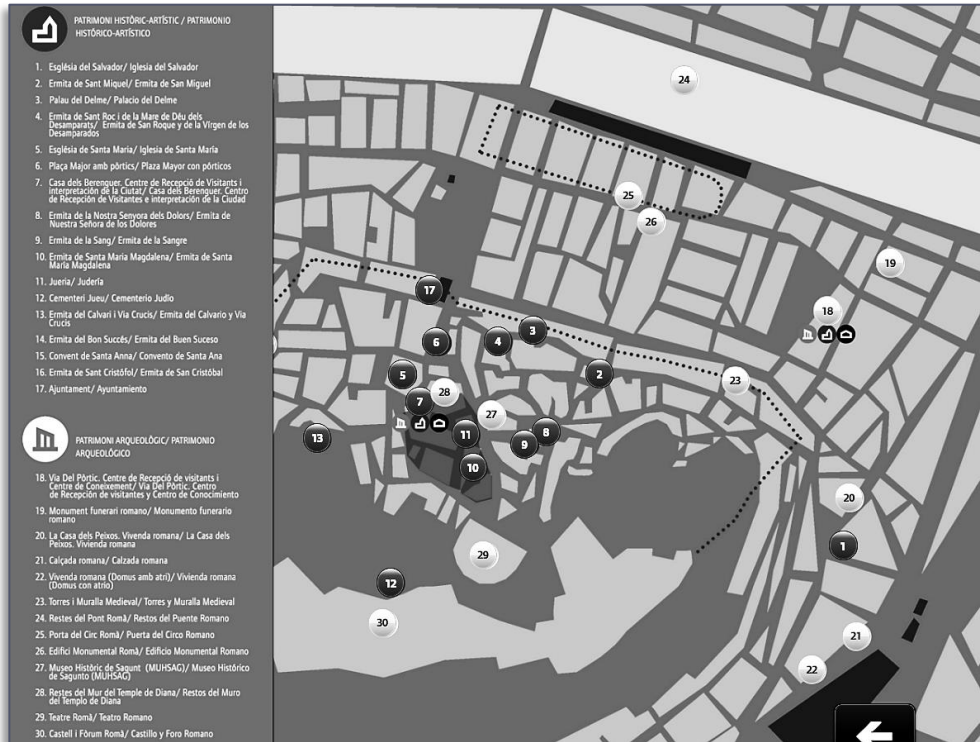 PATRIMONI HISTÒRIC-ARTÍSTIC / PATRIMONIO
HISTÓRICO-ARTÍSTICO
1. Església del Salvador/ Iglesia del Salvador
2. Ermita de Sant Miquel/ Ermita de San Miguel
3. Palau del Delme/ Palacio del Delme
4. Ermita de Sant Roc i de la Mare de Déu dels
Desamparats/ Ermita de San Roque y de la Vírgen de los
Desamparados
5. Església de Santa Maria/ Iglesia de Santa María
6. Plaça Major amb pòrtics/ Plaza Mayor con pórticos
7. Casa dels Berenguer. Centre de Recepció de Visitants i
interpretación de la Ciutat/ Casa dels Berenguer. Centro
de Recepción de Visitantes e interpretación de la Ciudad
8. Ermita de la Nostra Senyora dels Dolors/ Ermita de
Nuestra Señora de los Dolores
9. Ermita de la Sang/ Ermita de la Sangre
10. Ermita de Santa Maria Magdalena/ Ermita de Santa
María Magdalena
11. Jueria/ Judería
12. Cementeri Jueu/ Cementerio Judío
13. Ermita del Calvari i Via Crucis/ Ermita del Calvario y Via
Crucis
14. Ermita del Bon Succés/ Ermita del Buen Suceso
15. Convent de Santa Anna/ Convento de Santa Ana
16. Ermita de Sant Cristòfol/ Ermita de San Cristóbal
17. Ajuntament/ Ayuntamiento
PATRIMONI ARQUEOLÒGIC/ PATRIMONIO
ARQUEOLÓGICO
18. Via Del Pòrtic. Centre de Recepció de visitants i
Centre de Coneixement/ Via Del Pòrtic. Centro
de Recepción de visitantes y Centro de Conocimiento
19. Monument funerari romano/ Monumento funerario
romano
20. La Casa dels Peixos. Vivenda romana/ La Casa dels
Peixos. Vivienda romana
21. Calçada romana/ Calzada romana
22. Vivenda romana (Domus amb atri)/ Vivienda romana
(Domus con atrio)
23. Torres i Muralla Medieval/ Torres y Muralla Medieval
24. Restes del Pont Romà/ Restos del Puente Romano
25. Porta del Circ Romà/ Puerta del Circo Romano
26. Edifici Monumental Romà/ Edificio Monumental Romano
27. Museo Històric de Sagunt (MUHSAG)/ Museo Histórico
de Sagunto (MUHSAG)
28. Restes del Mur del Temple de Diana/ Restos del Muro
del Templo de Diana
29. Teatre Romà/ Teatro Romano
30. Castell i Fòrum Romà/ Castillo y Foro Romano
24
25
26
19
17
18
3
6
4
5
2
23
28
7
27
13
11
8
9
10
20
1
29
12
30
21
22